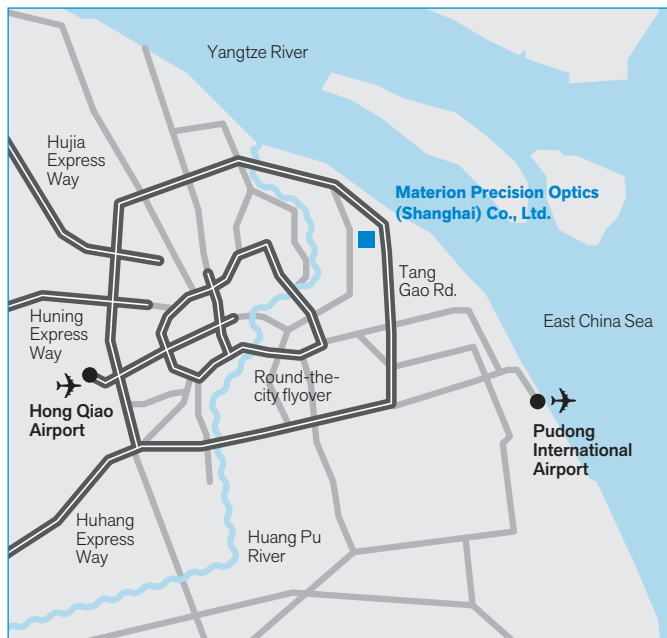 Yangtze River
Hujia
Express
Way
Materion Precision Optics
(Shanghai) Co., Ltd.
Tang
Gao Rd.
Huning
Express
Way
East China Sea
Round-the-
city flyover
Hong Qiao
Airport
Pudong
International
Airport
Huhang
Express
Way
Huang Pu
River